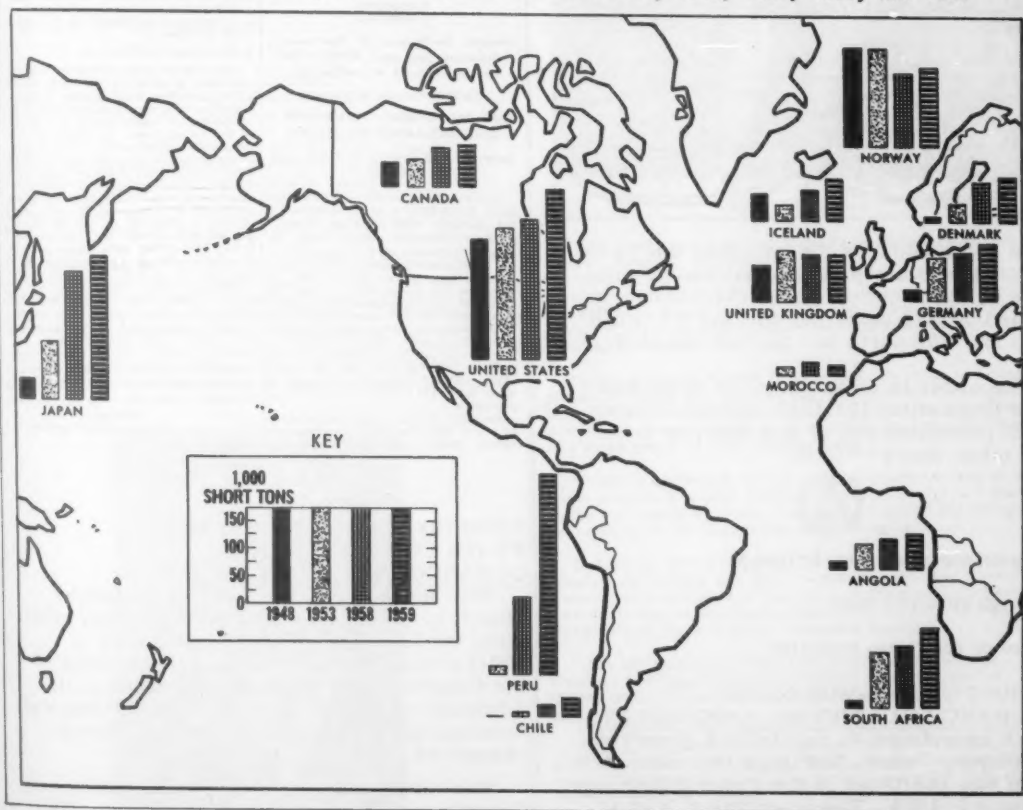 NORWAY
CANADA
ICELAND
DENMARK
UNITED KINGDOM
GERMANY
UNITED STATES
MOROCCO
JAPAN
KEY
1,000
SHORT TONS
150
100
50
0
1948 1953 1958 1959
ANGOLA
PERU
SOUTH AFRICA
CHILE